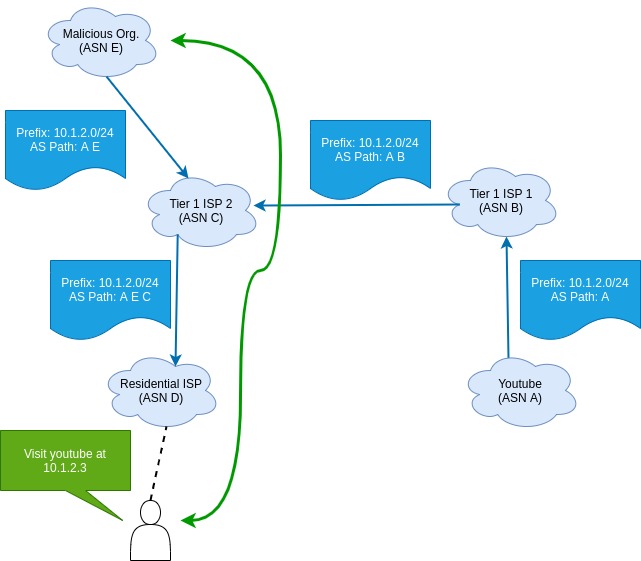 Malicious Org.
(ASN E)
Prefix: 10.1.2.0/24
AS Path: A E
Prefix: 10.1.2.0/24
AS Path: A B
Tier 1 ISP 2
(ASN C)
Tier 1 ISP 1
(ASN B)
Prefix: 10.1.2.0/24
AS Path: A E C
Prefix: 10.1.2.0/24
AS Path: A
Residential ISP
(ASN D)
Youtube
(ASN A)
Visit youtube at
10.1.2.3